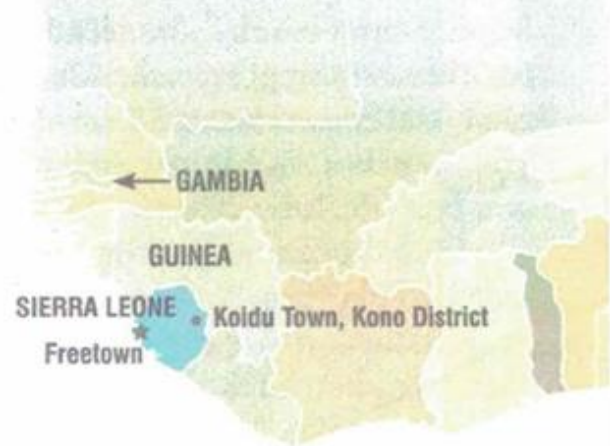 GAMBIA
GUINEA
SIERRA LEONE
Koidu Town, Kono District
Freetown